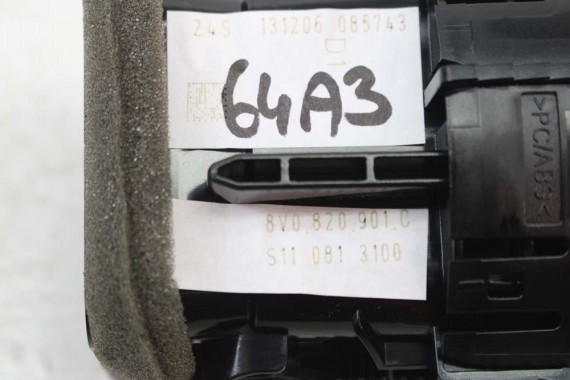 24S 131206 085743
D1
64A3
>PC/ABS<
8V0.820.901.C
S11 081 3100